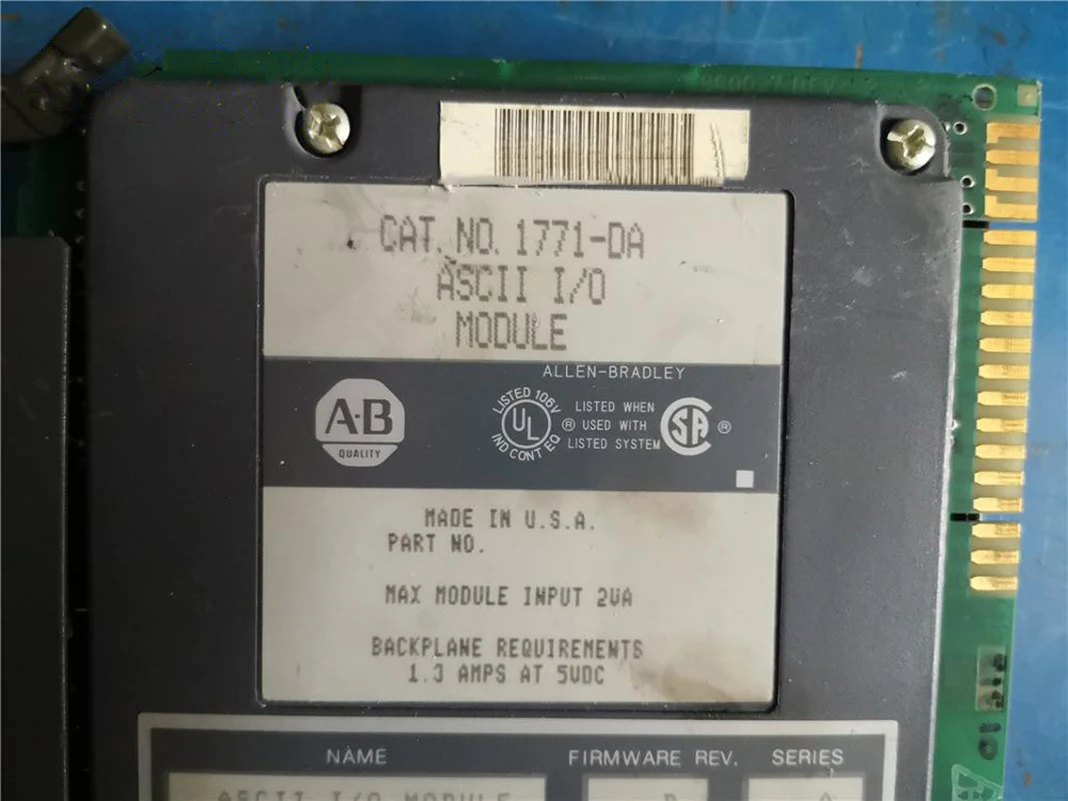 CAT. NO. 1771-DA
ASCII I/O
MODULE
ALLEN-BRADLEY
A-B
QUALITY
LISTED 106V
UL
IND CONT EQ
®
LISTED WHEN
USED WITH
LISTED SYSTEM
SA
®
MADE IN U.S.A.
PART NO.
MAX MODULE INPUT 2VA
BACKPLANE REQUIREMENTS
1.3 AMPS AT 5VDC
NAME
FIRMWARE REV.
SERIES
ASCII I/O MODULE